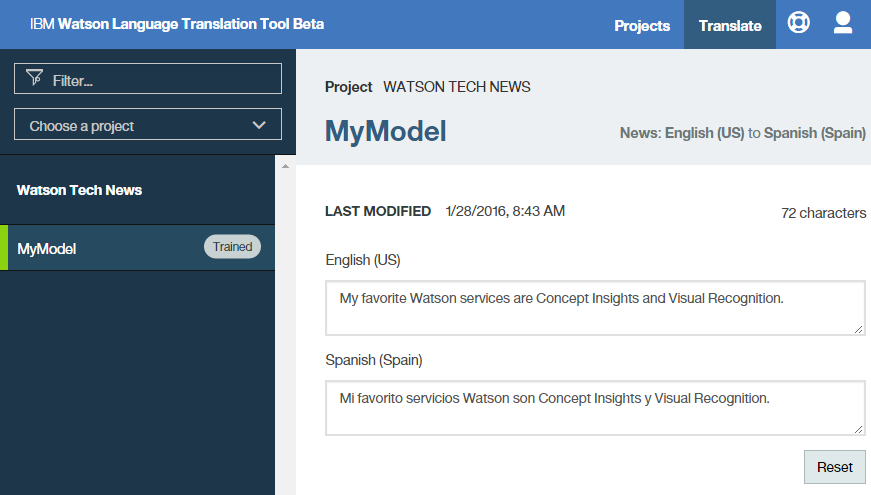 IBM Watson Language Translation Tool Beta
Projects
Translate
Filter...
Choose a project
Watson Tech News
MyModel
Trained
Project WATSON TECH NEWS
MyModel
News: English (US) to Spanish (Spain)
LAST MODIFIED 1/28/2016, 8:43 AM
72 characters
English (US)
My favorite Watson services are Concept Insights and Visual Recognition.
Spanish (Spain)
Mi favorito servicios Watson son Concept Insights y Visual Recognition.
Reset